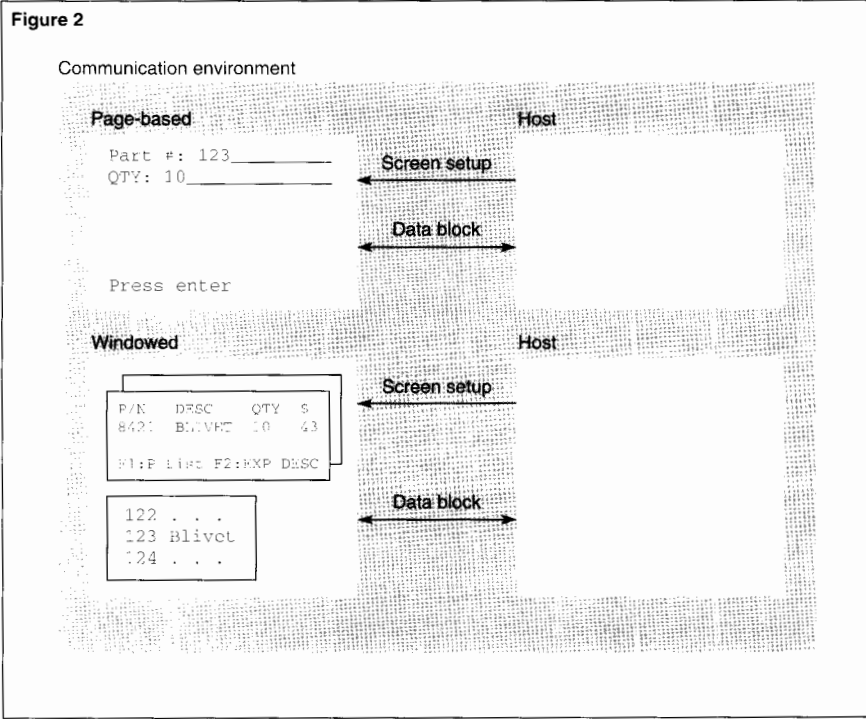 Figure 2
Communication environment
Page-based
Host
Part #: 123
QTY: 10
Press enter
Screen setup
Data block
Windowed
Host
P/N DESC QTY $
8421 BLIVET 10 43
F1:P List F2:EXP DESC
122 . . .
123 Blivet
124 . . .
Screen setup
Data block